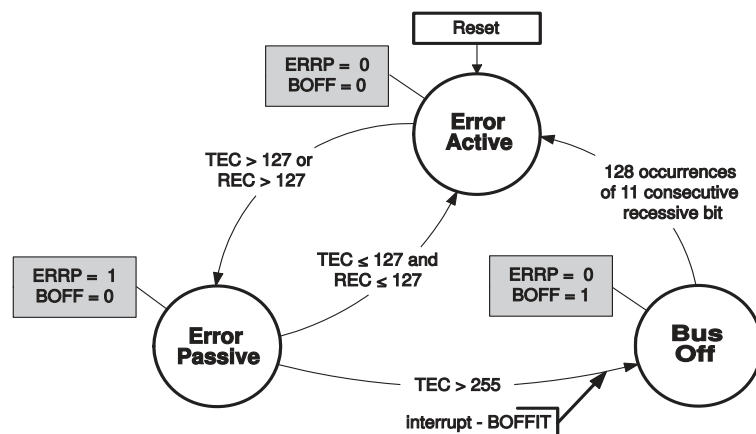 Reset
ERRP = 0
BOFF = 0
Error
Active
TEC > 127 or
REC > 127
128 occurrences
of 11 consecutive
recessive bit
TEC ≤ 127 and
REC ≤ 127
ERRP = 1
BOFF = 0
ERRP = 0
BOFF = 1
Error
Passive
Bus
Off
TEC > 255
interrupt - BOFFIT